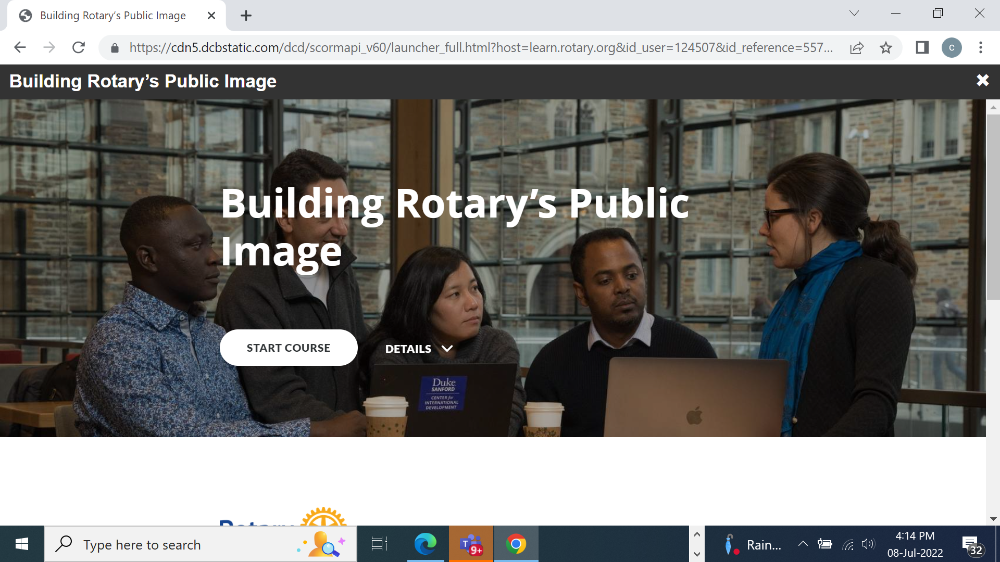 Building Rotary’s Public Image
https://cdn5.dcbstatic.com/dcd/scormapi_v60/launcher_full.html?host=learn.rotary.org&id_user=124507&id_reference=557...
c
Building Rotary’s Public Image
Building Rotary’s Public
Image
START COURSE
DETAILS
Duke
SANFORD
CENTER for
INTERNATIONAL
DEVELOPMENT
Rotary
Type here to search
T
9+
Rain...
4:14 PM
08-Jul-2022
32